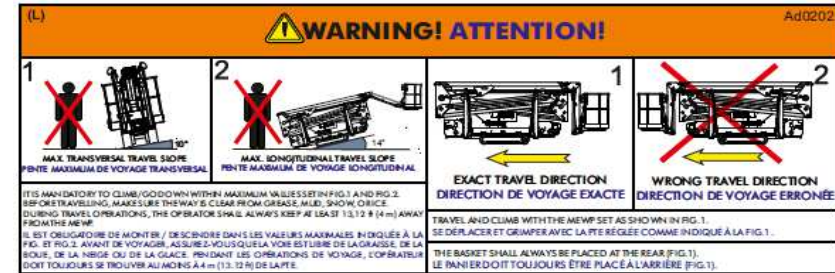 (L)
WARNING! ATTENTION!
Ad0202
1
10°
MAX. TRANSVERSAL TRAVEL SLOPE
PENTE MAXIMUM DE VOYAGE TRANSVERSAL
2
14°
MAX. LONGITUDINAL TRAVEL SLOPE
PENTE MAXIMUM DE VOYAGE LONGITUDINAL
IT IS MANDATORY TO CLIMB/GO DOWN WITHIN MAXIMUM VALUES SET IN FIG.1 AND FIG.2.
BEFORE TRAVELLING, MAKE SURE THE WAY IS CLEAR FROM GREASE, MUD, SNOW, OR ICE.
DURING TRAVEL OPERATIONS, THE OPERATOR SHALL ALWAYS KEEP AT LEAST 13,12 ft (4 m) AWAY
FROM THE MEWP.
IL EST OBLIGATOIRE DE MONTER / DESCENDRE DANS LES VALEURS MAXIMALES INDIQUÉE À LA
FIG. ET FIG.2. AVANT DE VOYAGER, ASSUREZ-VOUS QUE LA VOIE EST LIBRE DE LA GRAISSE, DE LA
BOUE, DE LA NEIGE OU DE LA GLACE. PENDANT LES OPÉRATIONS DE VOYAGE, L'OPÉRATEUR
DOIT TOUJOURS SE TROUVER AU MOINS À 4 m (13.12 ft) DE LA PTE.
1
EXACT TRAVEL DIRECTION
DIRECTION DE VOYAGE EXACTE
2
WRONG TRAVEL DIRECTION
DIRECTION DE VOYAGE ERRONÉE
TRAVEL AND CLIMB WITH THE MEWP SET AS SHOWN IN FIG.1.
SE DÉPLACER ET GRIMPER AVEC LA PTE RÉGLÉE COMME INDIQUÉ À LA FIG.1.
THE BASKET SHALL ALWAYS BE PLACED AT THE REAR (FIG.1).
LE PANIER DOIT TOUJOURS ÊTRE PLACÉ À L'ARRIÈRE (FIG.1).